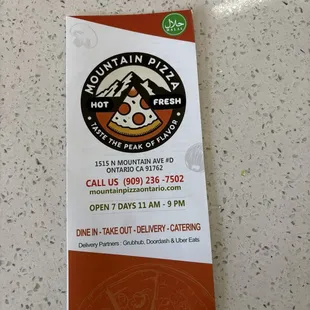 حلال
HALAL
MOUNTAIN PIZZA
HOT FRESH
• TASTE THE PEAK OF FLAVOR •
1515 N MOUNTAIN AVE #D
ONTARIO CA 91762
CALL US (909) 236 -7502
mountainpizzaontario.com
OPEN 7 DAYS 11 AM - 9 PM
DINE IN - TAKE OUT - DELIVERY - CATERING
Delivery Partners : Grubhub, Doordash & Uber Eats